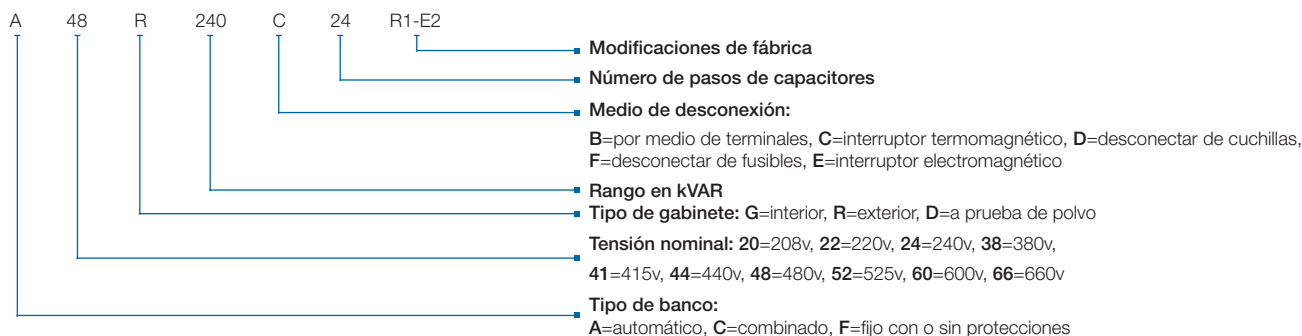 A 48 R 240 C 24 R1-E2
Modificaciones de fábrica
Número de pasos de capacitores
Medio de desconexión:
B=por medio de terminales, C=interruptor termomagnético, D=desconectar de cuchillas,
F=desconectar de fusibles, E=interruptor electromagnético
Rango en kVAR
Tipo de gabinete: G=interior, R=exterior, D=a prueba de polvo
Tensión nominal: 20=208v, 22=220v, 24=240v, 38=380v,
41=415v, 44=440v, 48=480v, 52=525v, 60=600v, 66=660v
Tipo de banco:
A=automático, C=combinado, F=fijo con o sin protecciones